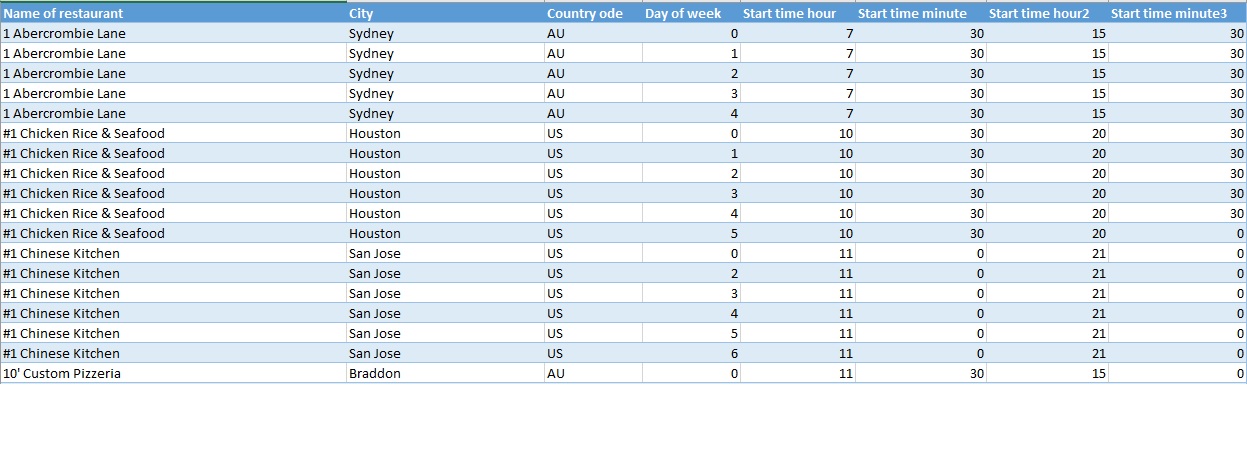 Name of restaurant City Country ode Day of week Start time hour Start time minute Start time hour2 Start time minute3
1 Abercrombie Lane Sydney AU 0 7 30 15 30
1 Abercrombie Lane Sydney AU 1 7 30 15 30
1 Abercrombie Lane Sydney AU 2 7 30 15 30
1 Abercrombie Lane Sydney AU 3 7 30 15 30
1 Abercrombie Lane Sydney AU 4 7 30 15 30
#1 Chicken Rice & Seafood Houston US 0 10 30 20 30
#1 Chicken Rice & Seafood Houston US 1 10 30 20 30
#1 Chicken Rice & Seafood Houston US 2 10 30 20 30
#1 Chicken Rice & Seafood Houston US 3 10 30 20 30
#1 Chicken Rice & Seafood Houston US 4 10 30 20 30
#1 Chicken Rice & Seafood Houston US 5 10 30 20 0
#1 Chinese Kitchen San Jose US 0 11 0 21 0
#1 Chinese Kitchen San Jose US 2 11 0 21 0
#1 Chinese Kitchen San Jose US 3 11 0 21 0
#1 Chinese Kitchen San Jose US 4 11 0 21 0
#1 Chinese Kitchen San Jose US 5 11 0 21 0
#1 Chinese Kitchen San Jose US 6 11 0 21 0
10' Custom Pizzeria Braddon AU 0 11 30 15 0